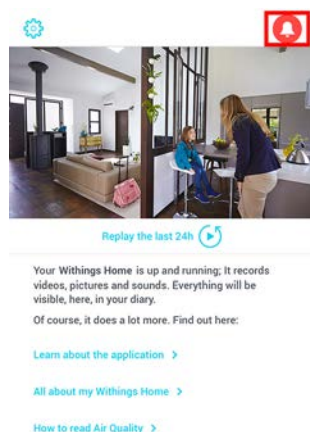 Replay the last 24h
Your Withings Home is up and running; It records
videos, pictures and sounds. Everything will be
visible, here, in your diary.
Of course, it does a lot more. Find out here:
Learn about the application >
All about my Withings Home >
How to read Air Quality >